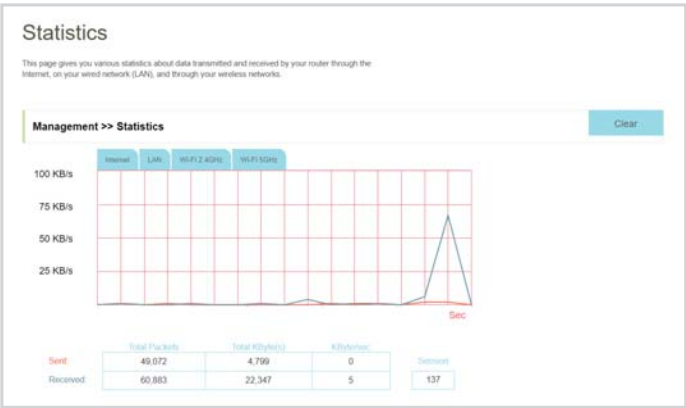 Statistics
This page gives you various statistics about data transmitted and received by your router through the
Internet, on your wired network (LAN), and through your wireless networks.
Management >> Statistics
Clear
Internet LAN Wi-Fi 2.4GHz Wi-Fi 5GHz
100 KB/s
75 KB/s
50 KB/s
25 KB/s
Sec
Total Packets Total KByte(s) KBytes/sec Session
Sent 49,072 4,799 0
Received 60,883 22,347 5 137